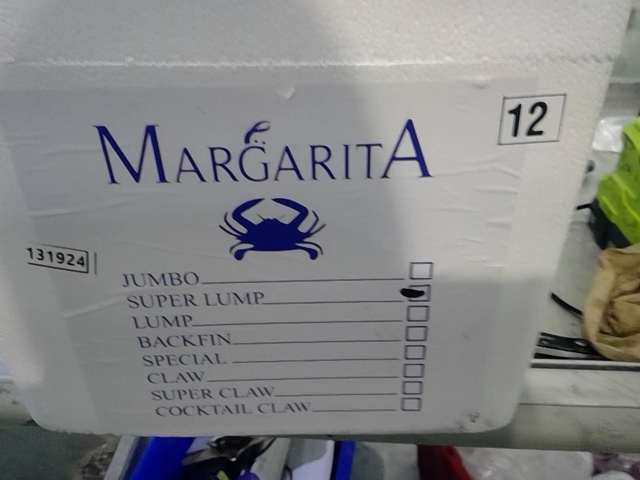 12
MARGARITA
131924
JUMBO
SUPER LUMP
LUMP
BACKFIN
SPECIAL
CLAW
SUPER CLAW
COCKTAIL CLAW